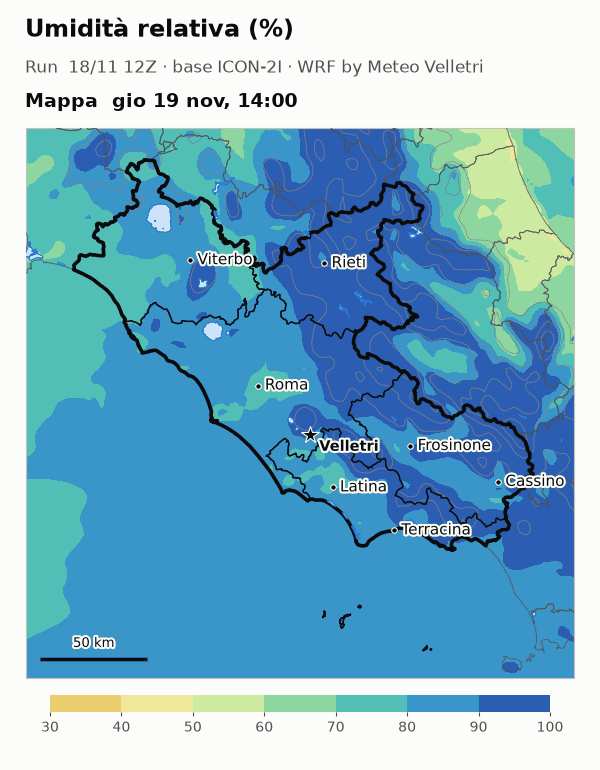 Umidità relativa (%)
Run  18/11 12Z · base ICON-2I · WRF by Meteo Velletri
Mappa  gio 19 nov, 14:00
Viterbo
Rieti
Roma
Velletri
Frosinone
Cassino
Latina
Terracina
50 km
30 40 50 60 70 80 90 100